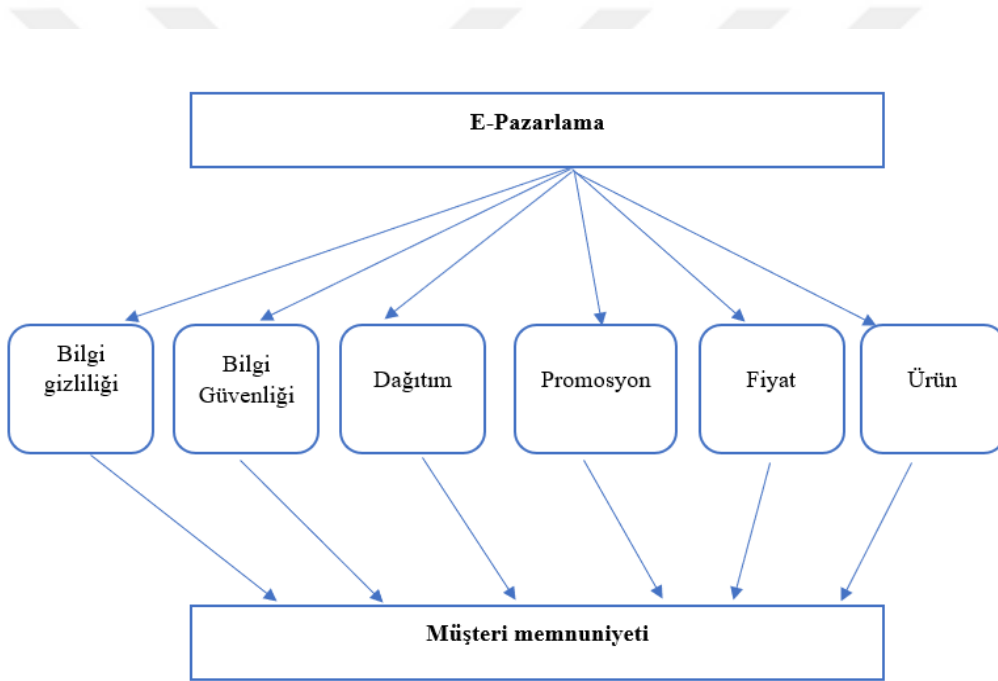 E-Pazarlama
Bilgi
gizliliği
Bilgi
Güvenliği
Dağıtım
Promosyon
Fiyat
Ürün
Müşteri memnuniyeti